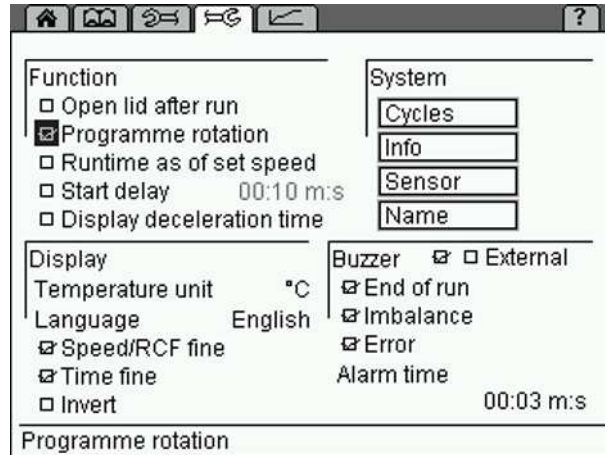 ?
Function
Open lid after run
Programme rotation
Runtime as of set speed
Start delay 00:10 m:s
Display deceleration time
System
Cycles
Info
Sensor
Name
Display
Temperature unit °C
Language English
Speed/RCF fine
Time fine
Invert
Buzzer External
End of run
Imbalance
Error
Alarm time
00:03 m:s
Programme rotation